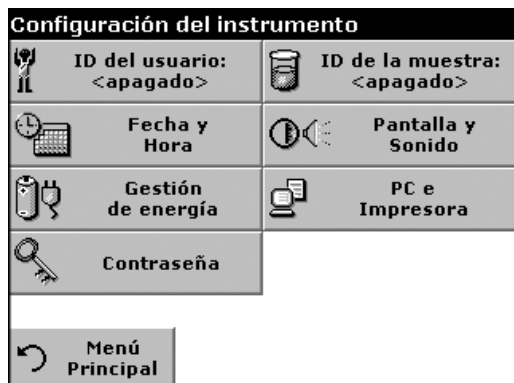 Configuración del instrumento
ID del usuario:
<apagado>
ID de la muestra:
<apagado>
Fecha y
Hora
Pantalla y
Sonido
Gestión
de energía
PC e
Impresora
Contraseña
Menú
Principal